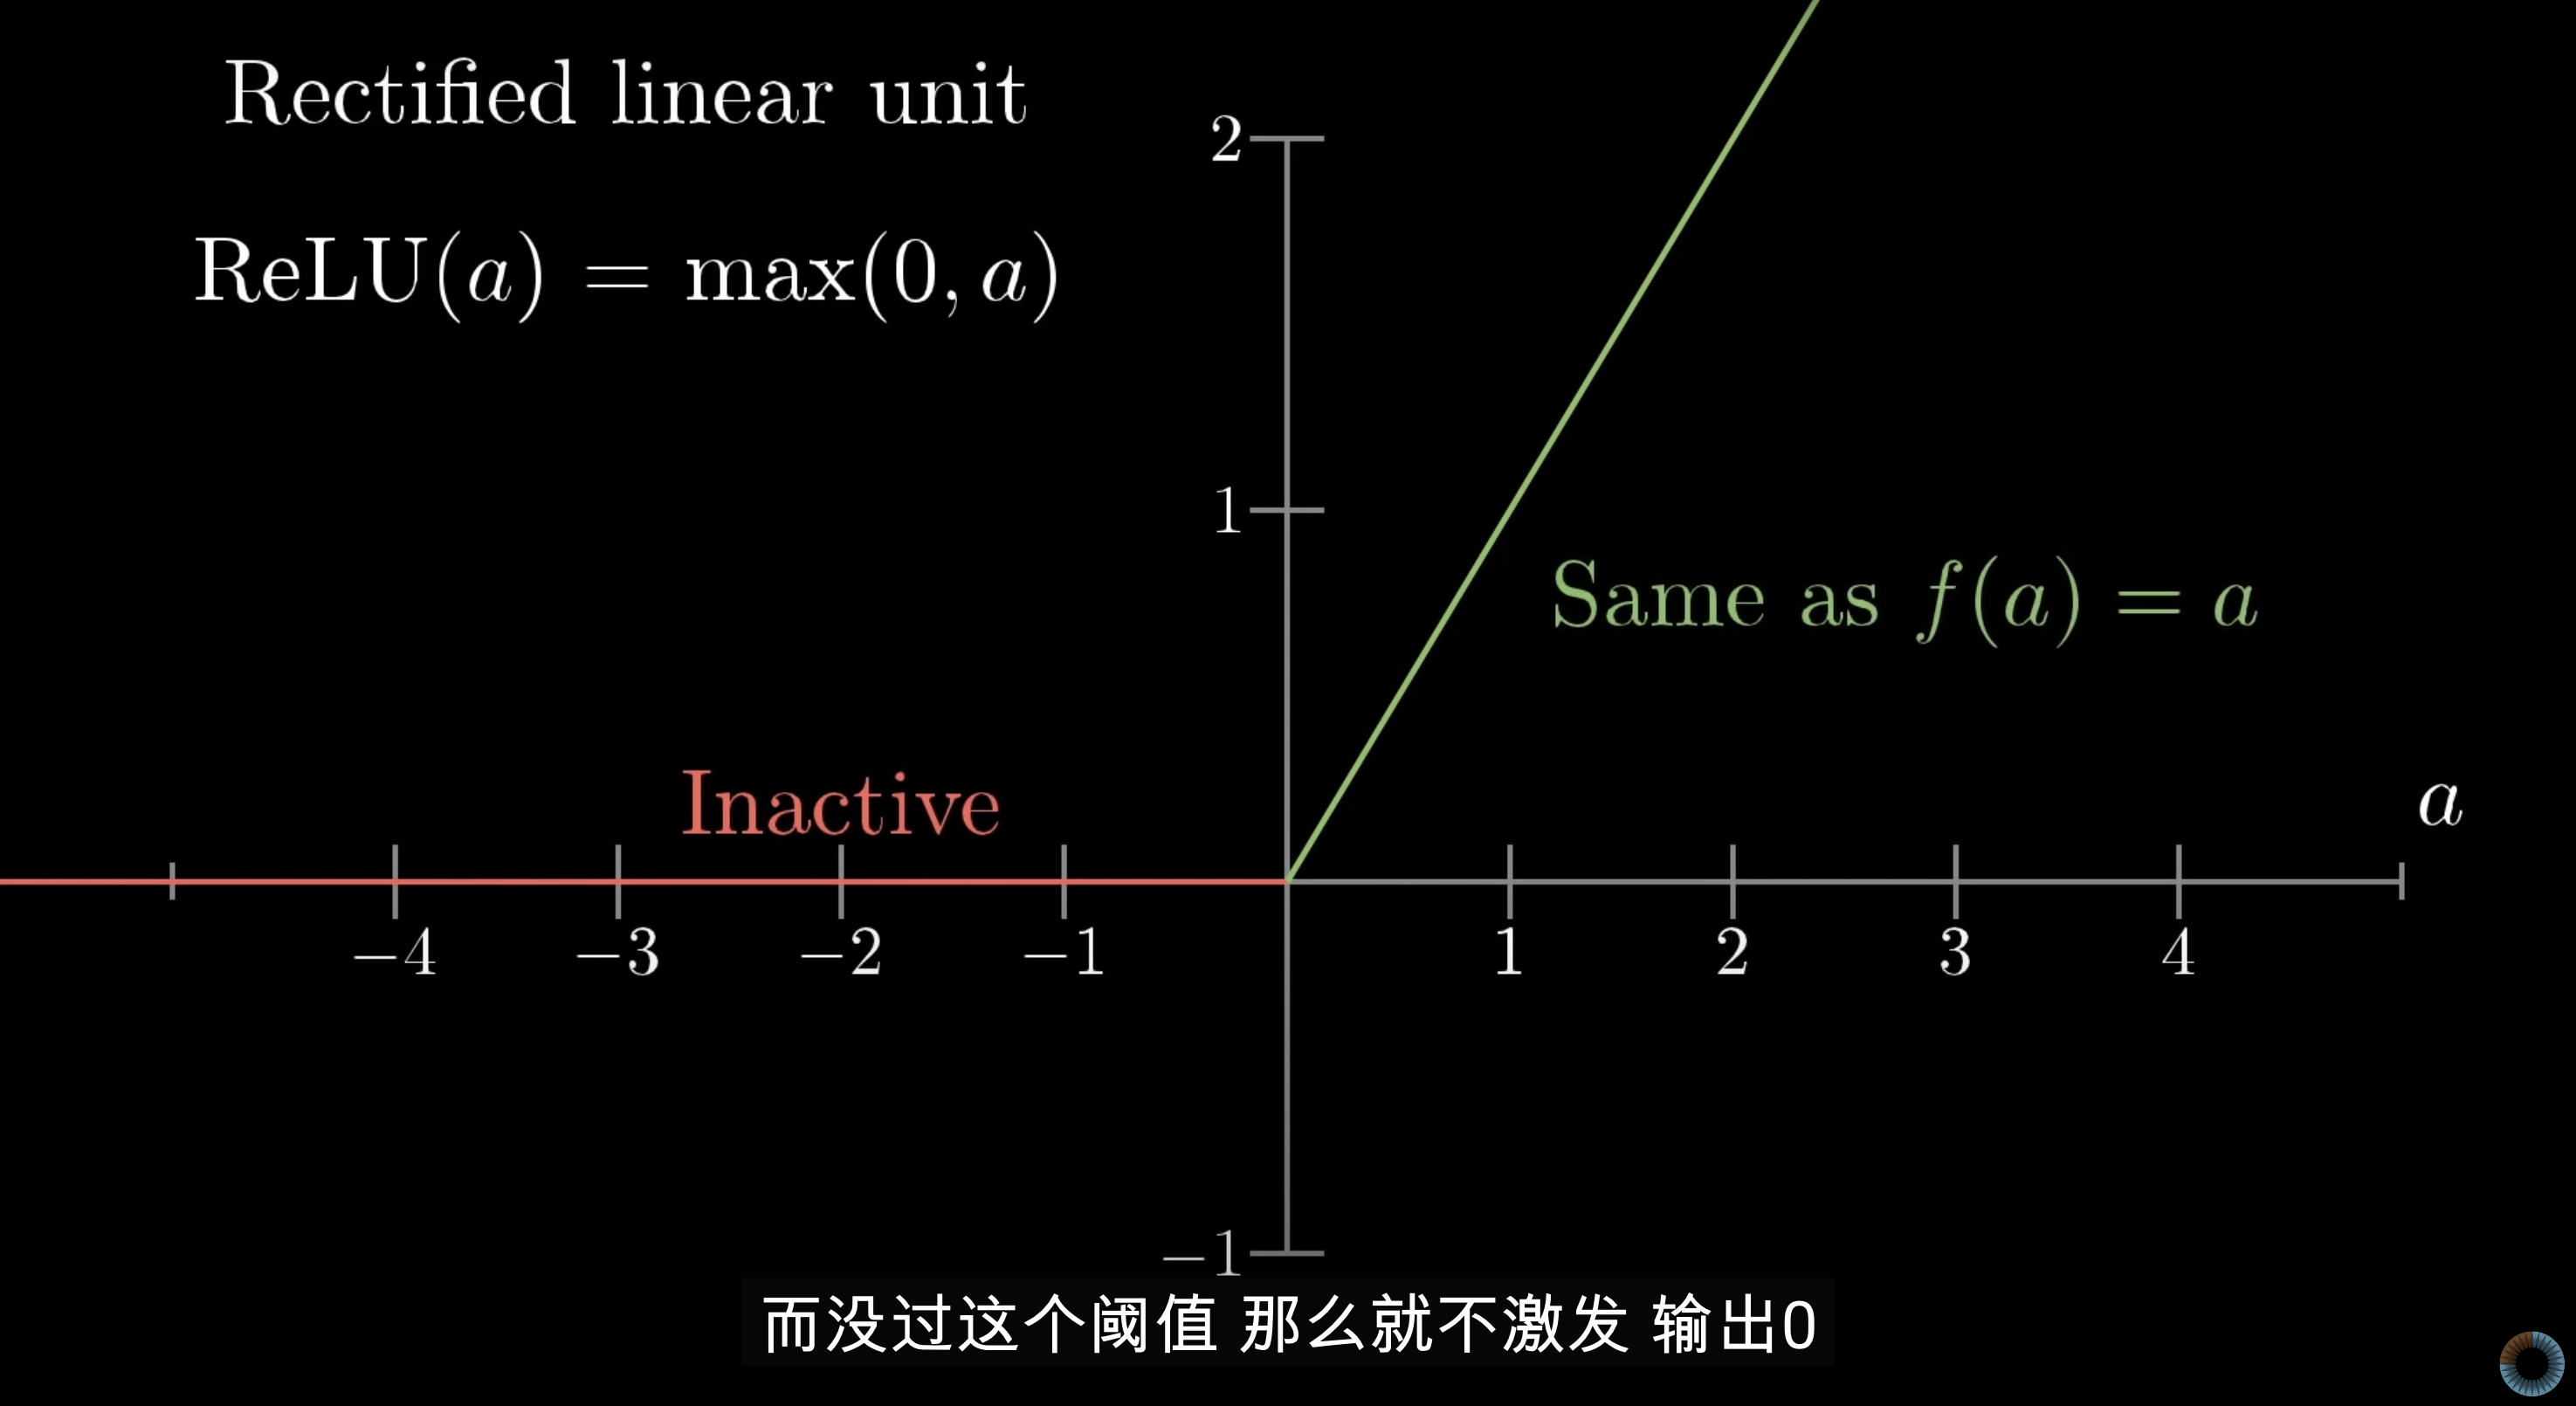 Rectified linear unit
ReLU(a) = max(0, a)
2
1
Same as f(a) = a
Inactive
a
−4 −3 −2 −1 1 2 3 4
−1
而没过这个阈值 那么就不激发 输出0